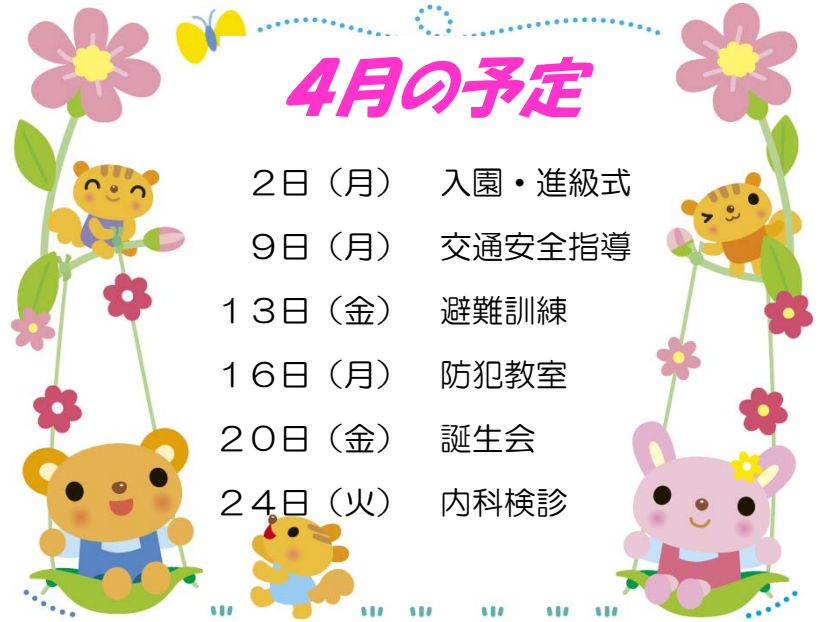 4月の予定
２日（月）　入園・進級式
９日（月）　交通安全指導
１３日（金）　避難訓練
１６日（月）　防犯教室
２０日（金）　誕生会
２４日（火）　内科検診